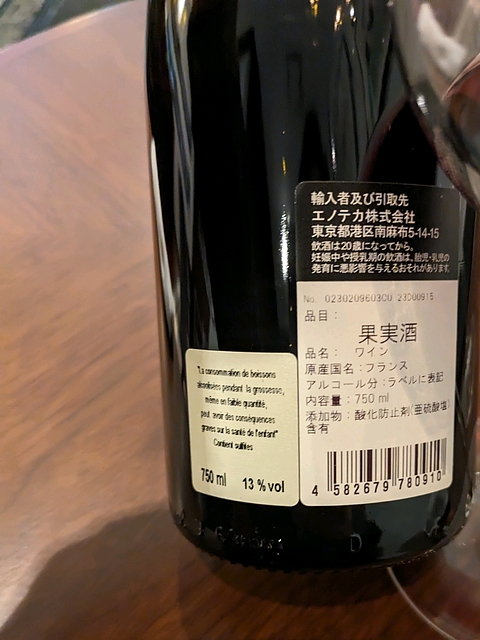 輸入者及び引取先
エノテカ株式会社
東京都港区南麻布5-14-15
飲酒は20歳になってから。
妊娠中や授乳期の飲酒は、胎児・乳児の
発育に悪影響を与えるおそれがあります。
No. 0230209603C0 23D00915
品目：
果実酒
品名： ワイン
原産国名：フランス
アルコール分：ラベルに表記
内容量：750 ml
添加物：酸化防止剤(亜硫酸塩)
含有
4 582679 780910
"La consommation de boissons
alcoolisées pendant la grossesse,
même en faible quantité,
peut avoir des conséquences
graves sur la santé de l'enfant"
Contient sulfites
750 ml 13 % vol